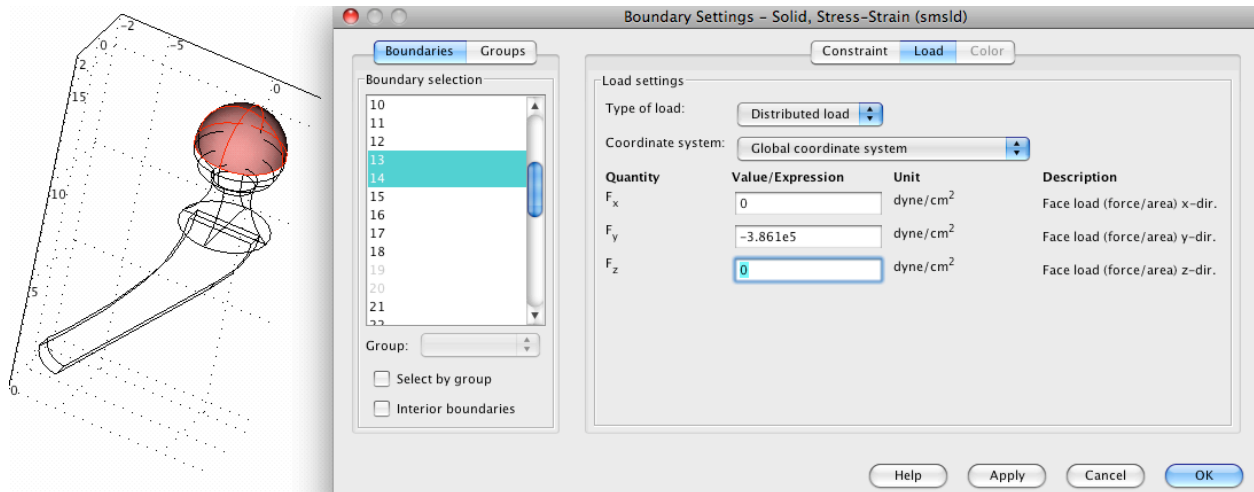 -2
0
-5
2
0
15
10
5
0
Boundary Settings - Solid, Stress-Strain (smsld)
Boundaries Groups
Boundary selection
10
11
12
13
14
15
16
17
18
19
20
21
22
Group:
Select by group
Interior boundaries
Constraint Load Color
Load settings
Type of load: Distributed load
Coordinate system: Global coordinate system
Quantity Value/Expression Unit Description
Fx 0 dyne/cm² Face load (force/area) x-dir.
Fy -3.861e5 dyne/cm² Face load (force/area) y-dir.
Fz 0 dyne/cm² Face load (force/area) z-dir.
Help Apply Cancel OK